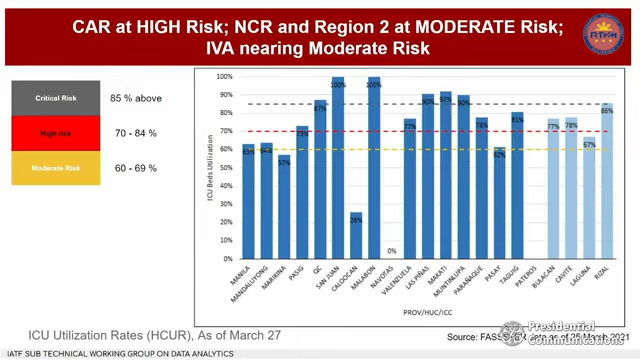 CAR at HIGH Risk; NCR and Region 2 at MODERATE Risk;
IVA nearing Moderate Risk
Critical Risk 85 % above
High risk 70 - 84 %
Moderate Risk 60 - 69 %
ICU Beds Utilization
100%
90%
80%
70%
60%
50%
40%
30%
20%
10%
0%
63% 64% 57% 73% 87% 100% 26% 100% 0% 77% 90% 92% 90% 78% 62% 81% 77% 78% 67% 86%
MANILA
MANDALUYONG
MARIKINA
PASIG
QC
SAN JUAN
CALOOCAN
MALABON
NAVOTAS
VALENZUELA
LAS PIÑAS
MAKATI
MUNTINLUPA
PARAÑAQUE
PASAY
TAGUIG
PATEROS
BULACAN
CAVITE
LAGUNA
RIZAL
PROV/HUC/ICC
ICU Utilization Rates (HCUR), As of March 27
Source: as of 25 March 2021
Presidential
Communications
IATF SUB TECHNICAL WORKING GROUP ON DATA ANALYTICS